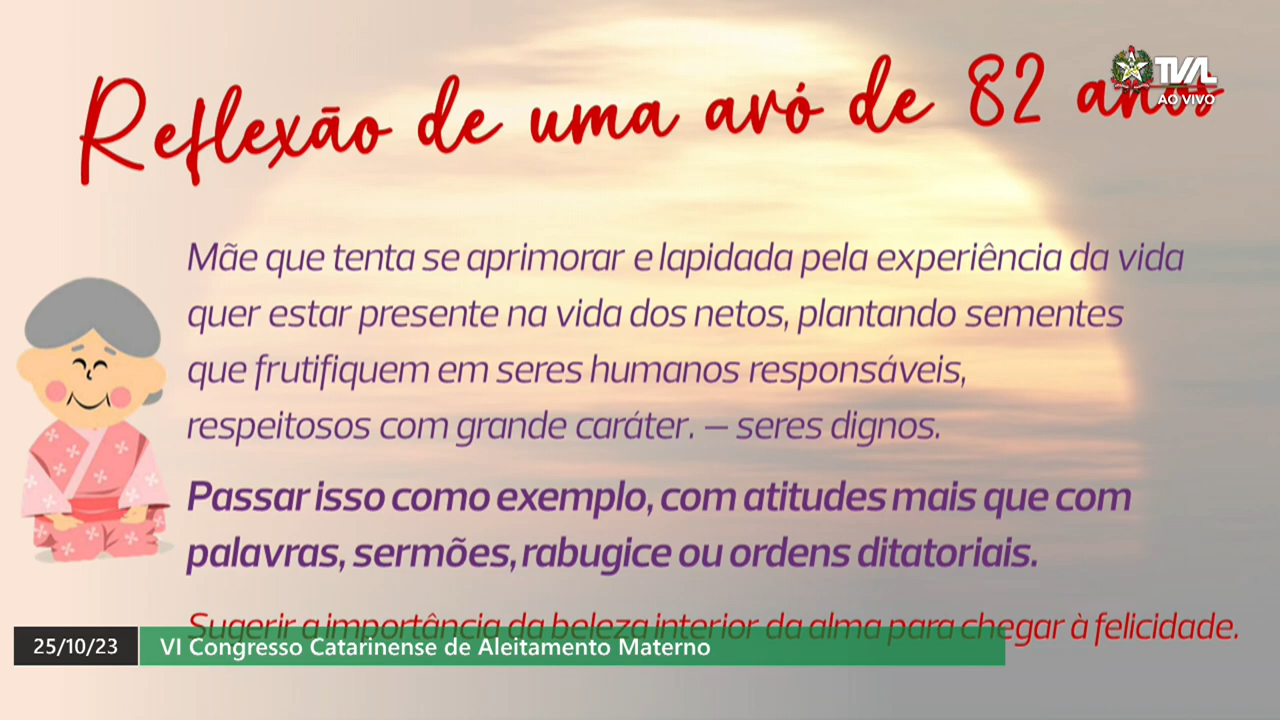 Reflexão de uma avó de 82 anos
TVAL
AO VIVO
Mãe que tenta se aprimorar e lapidada pela experiência da vida
quer estar presente na vida dos netos, plantando sementes
que frutifiquem em seres humanos responsáveis,
respeitosos com grande caráter. – seres dignos.
Passar isso como exemplo, com atitudes mais que com
palavras, sermões, rabugice ou ordens ditatoriais.
Sugerir a importância da beleza interior da alma para chegar à felicidade.
25/10/23 VI Congresso Catarinense de Aleitamento Materno